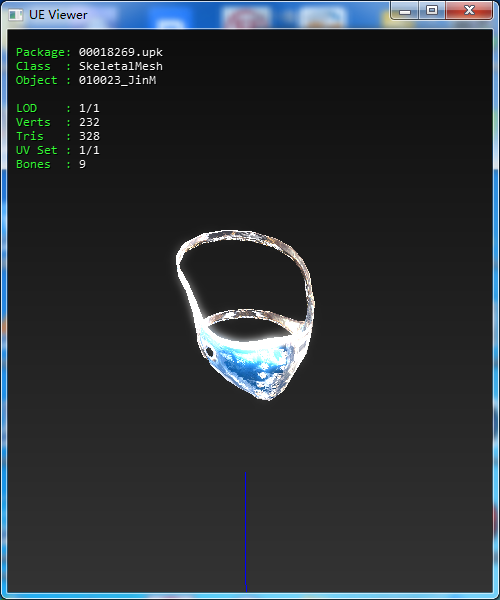 UE Viewer
Package: 00018269.upk
Class : SkeletalMesh
Object : 010023_JinM
LOD : 1/1
Verts : 232
Tris : 328
UV Set : 1/1
Bones : 9